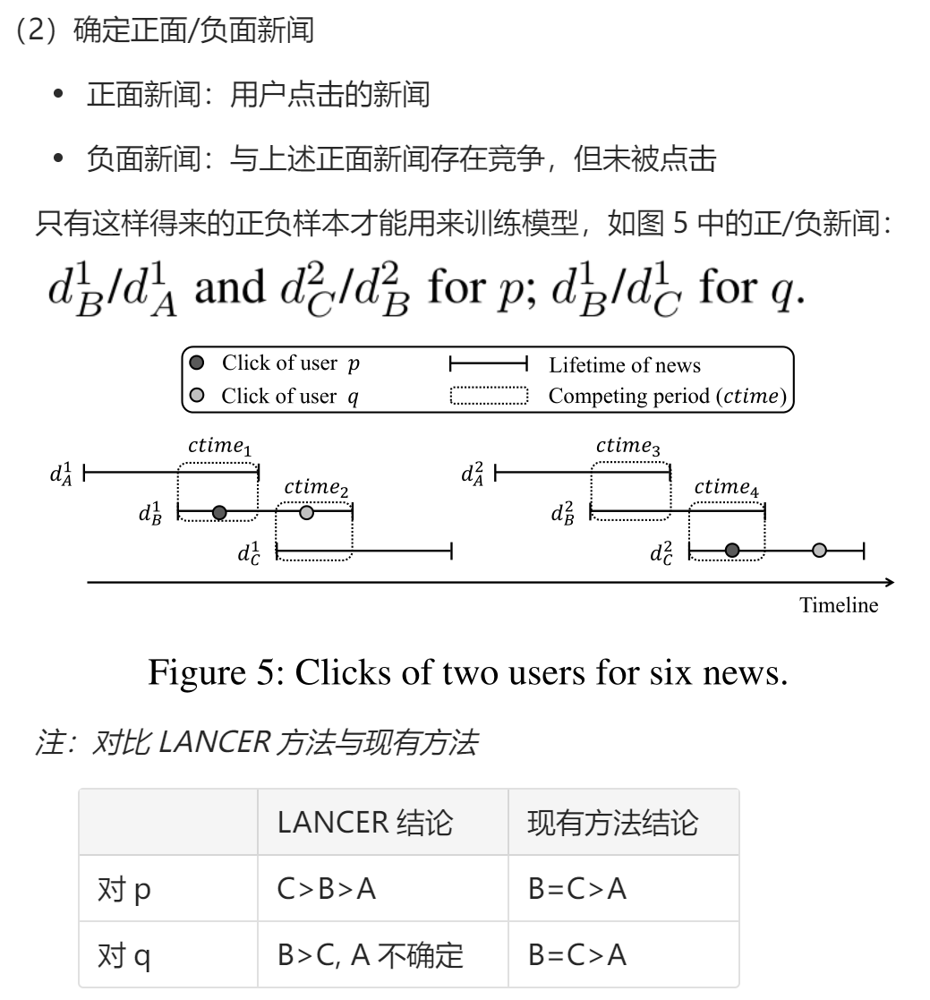 （2）确定正面/负面新闻
• 正面新闻：用户点击的新闻
• 负面新闻：与上述正面新闻存在竞争，但未被点击
只有这样得来的正负样本才能用来训练模型，如图 5 中的正/负新闻：
$d_B^1/d_A^1$ and $d_C^2/d_B^2$ for $p$; $d_B^1/d_C^1$ for $q$.
Click of user p Lifetime of news
Click of user q Competing period (ctime)
$ctime_1$ $ctime_3$
$d_A^1$ $d_A^2$
$ctime_2$ $ctime_4$
$d_B^1$ $d_B^2$
$d_C^1$ $d_C^2$
Timeline
Figure 5: Clicks of two users for six news.
注：对比 LANCER 方法与现有方法
LANCER 结论 现有方法结论
对 p C>B>A B=C>A
对 q B>C, A 不确定 B=C>A